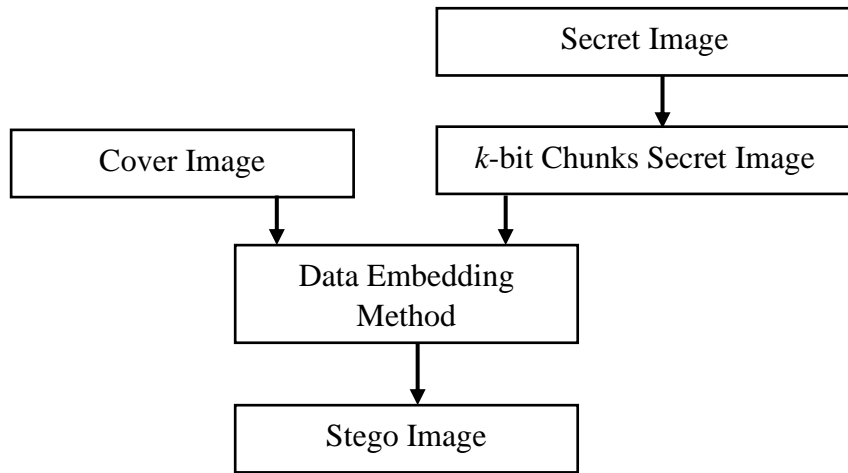 Secret Image
Cover Image
k-bit Chunks Secret Image
Data Embedding
Method
Stego Image